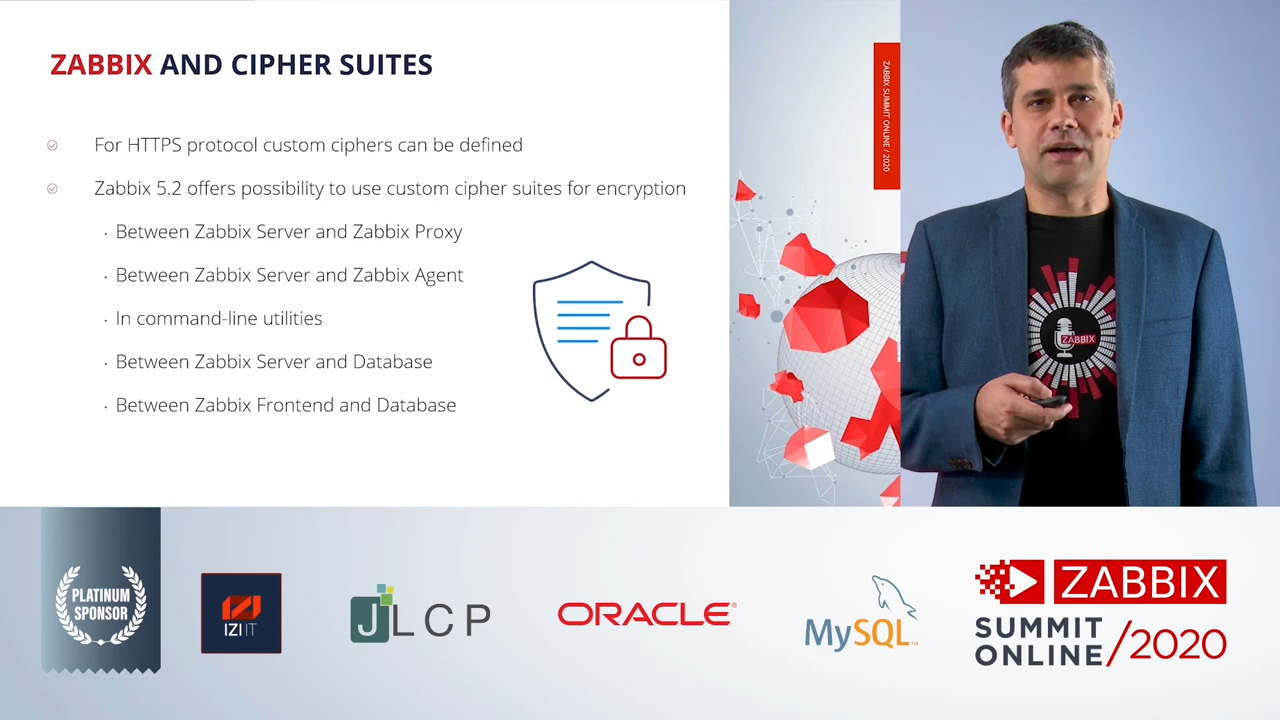 ZABBIX AND CIPHER SUITES
For HTTPS protocol custom ciphers can be defined
Zabbix 5.2 offers possibility to use custom cipher suites for encryption
· Between Zabbix Server and Zabbix Proxy
· Between Zabbix Server and Zabbix Agent
· In command-line utilities
· Between Zabbix Server and Database
· Between Zabbix Frontend and Database
ZABBIX SUMMIT ONLINE / 2020
ZABBIX
PLATINUM
SPONSOR
IZI IT
JLCP
ORACLE®
MySQL™
ZABBIX
SUMMIT
ONLINE/2020